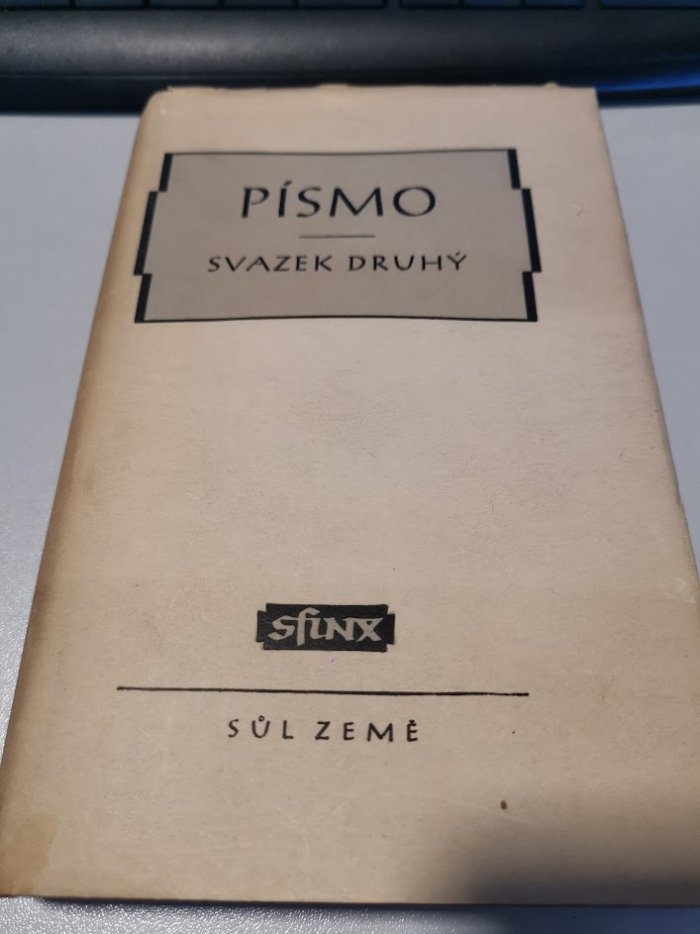 PÍSMO
SVAZEK DRUHÝ
sfinx
SŮL ZEMĚ